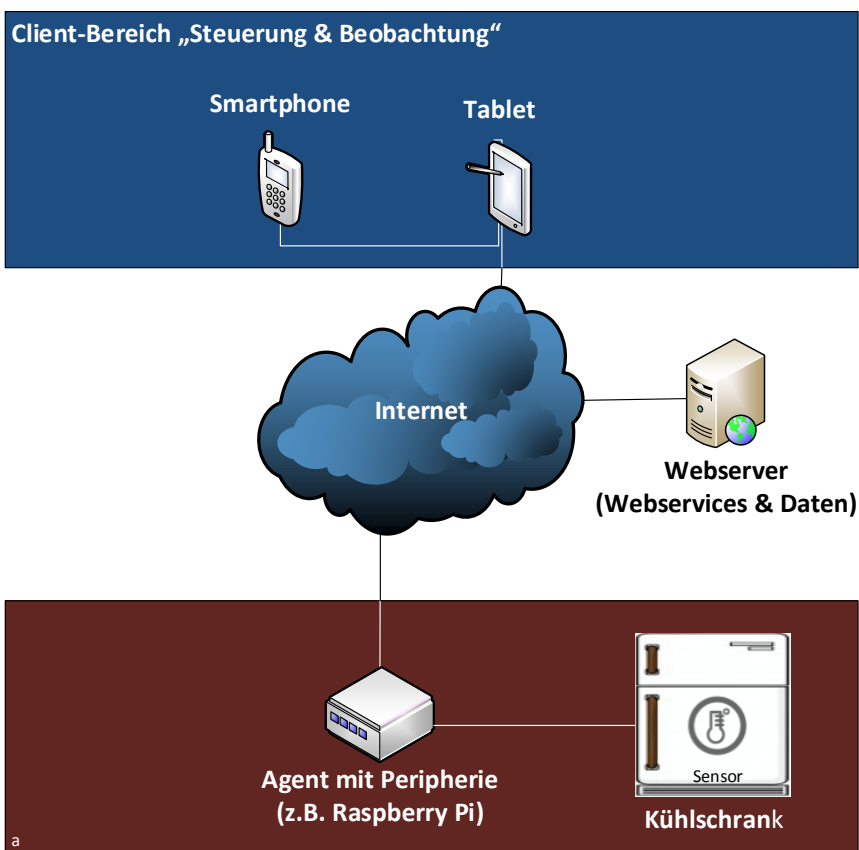 Client-Bereich „Steuerung & Beobachtung“
Smartphone
Tablet
Internet
Webserver
(Webservices & Daten)
Agent mit Peripherie
(z.B. Raspberry Pi)
Sensor
Kühlschrank
a